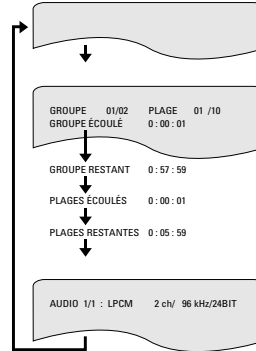 GROUPE 01/02 PLAGE 01 /10
GROUPE ÉCOULÉ 0 : 00 : 01
GROUPE RESTANT 0 : 57 : 59
PLAGES ÉCOULÉS 0 : 00 : 01
PLAGES RESTANTES 0 : 05 : 59
AUDIO 1/1 : LPCM 2 ch/ 96 kHz/24BIT